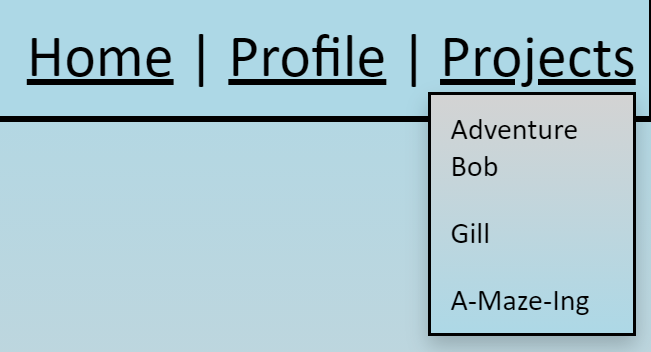 Home | Profile | Projects
Adventure
Bob
Gill
A-Maze-Ing